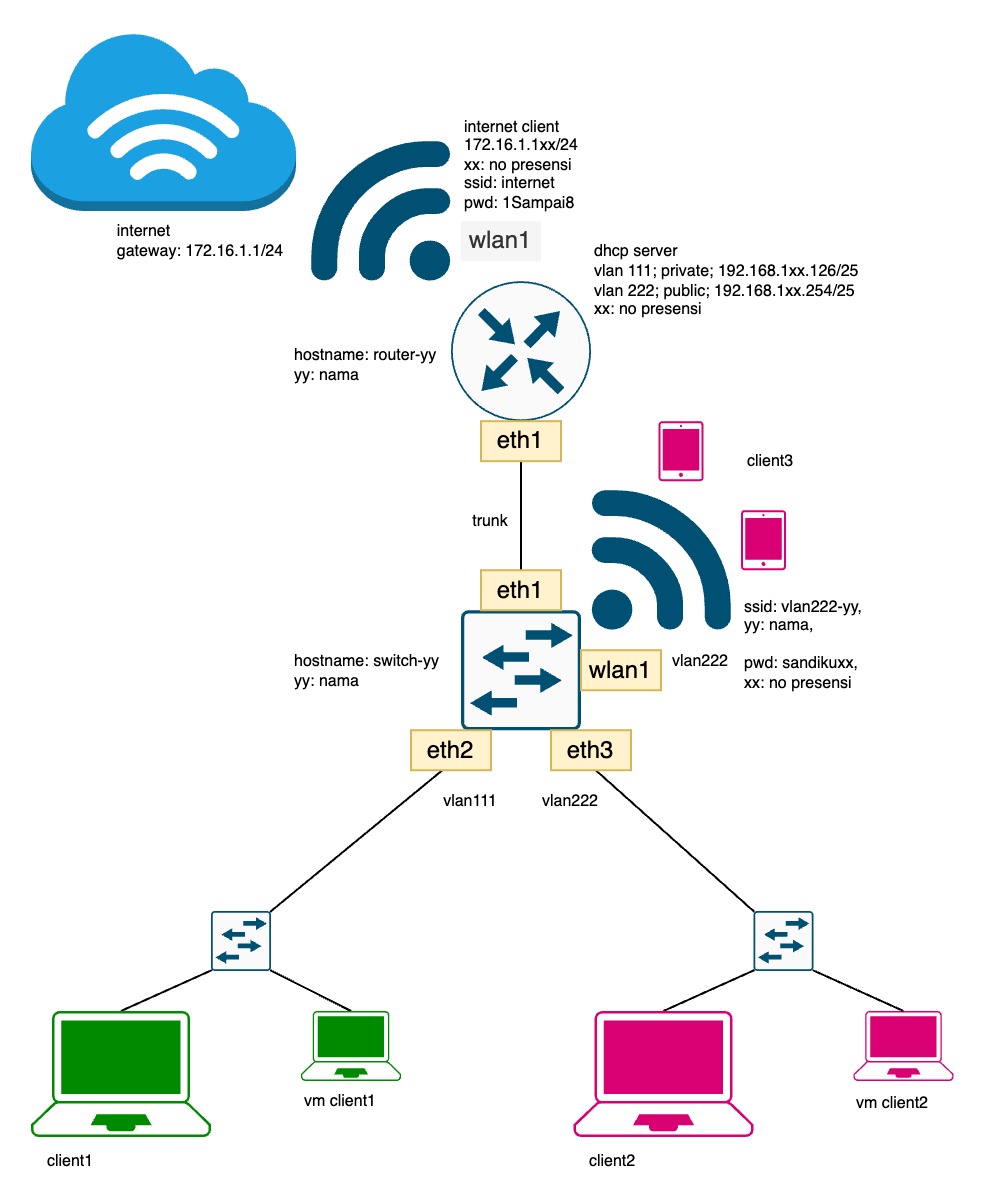 internet client
172.16.1.1xx/24
xx: no presensi
ssid: internet
pwd: 1Sampai8
wlan1
internet
gateway: 172.16.1.1/24
dhcp server
vlan 111; private; 192.168.1xx.126/25
vlan 222; public; 192.168.1xx.254/25
xx: no presensi
hostname: router-yy
yy: nama
eth1
client3
trunk
eth1
ssid: vlan222-yy,
yy: nama,
hostname: switch-yy
yy: nama
wlan1
vlan222
pwd: sandikuxx,
xx: no presensi
eth2
eth3
vlan111
vlan222
vm client1
vm client2
client1
client2